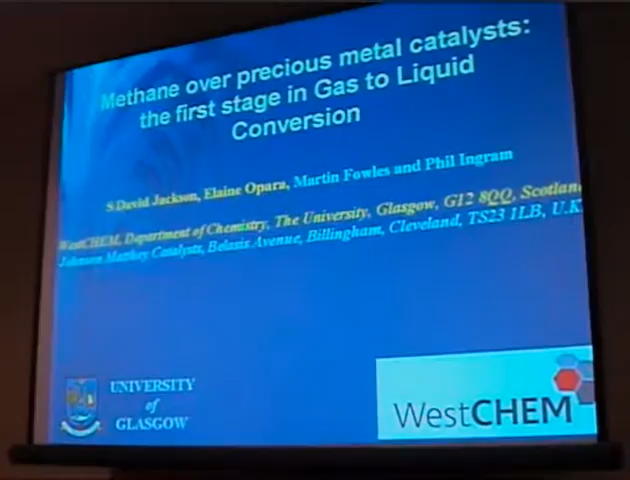 Methane over precious metal catalysts:
the first stage in Gas to Liquid
Conversion
S David Jackson, Elaine Opara, Martin Fowles and Phil Ingram
WestCHEM, Department of Chemistry, The University, Glasgow, G12 8QQ, Scotland
Johnson Matthey Catalysts, Belasis Avenue, Billingham, Cleveland, TS23 1LB, U.K.
UNIVERSITY
of
GLASGOW
WestCHEM